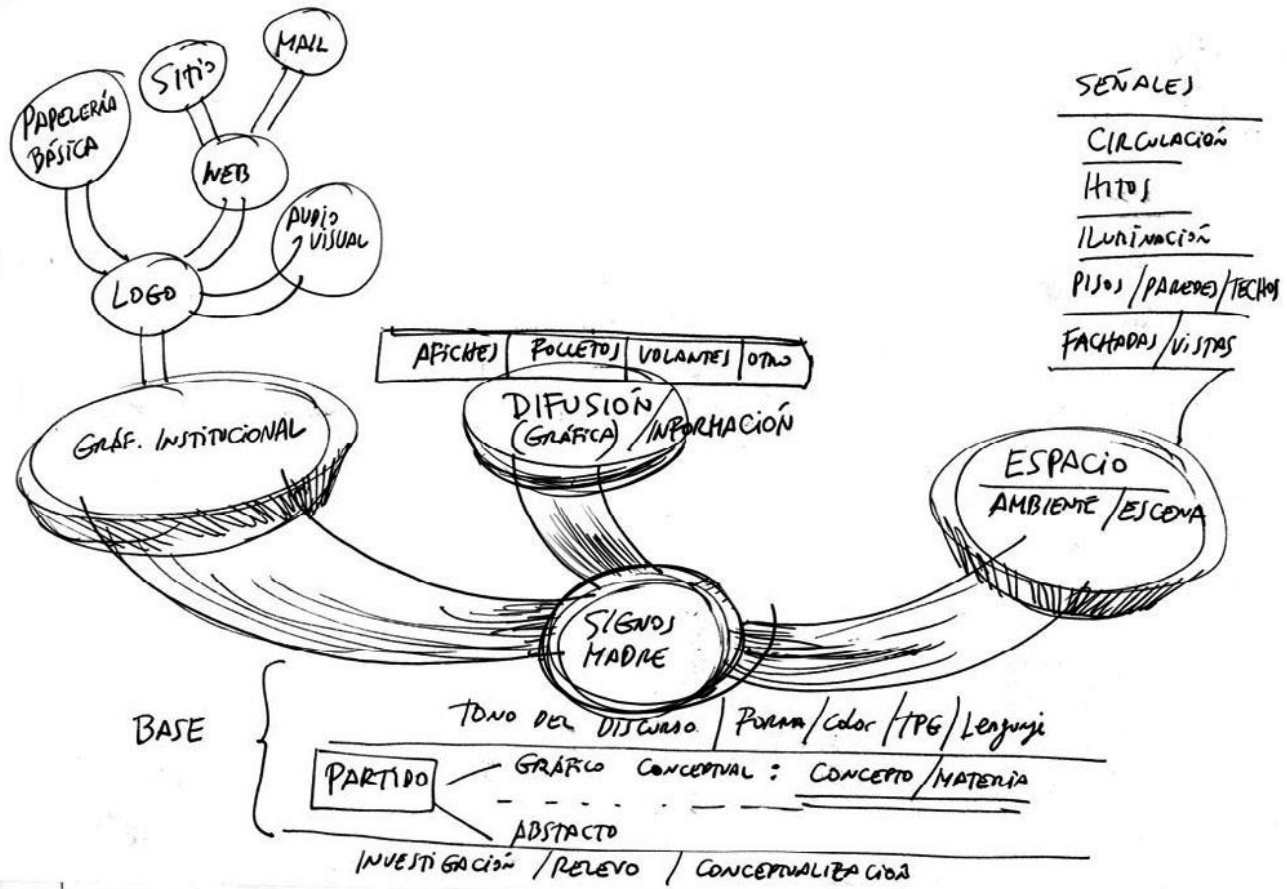 MAIL
SITIO
PAPELERÍA
BÁSICA
WEB
AUDIO
VISUAL
LOGO
GRÁF. INSTITUCIONAL
AFICHES | FOLLETOS | VOLANTES | OTRO
DIFUSIÓN
(GRÁFICA) / INFORMACIÓN
SEÑALES
CIRCULACIÓN
HITOS
ILUMINACIÓN
PISOS / PAREDES / TECHOS
FACHADAS / VISTAS
ESPACIO
AMBIENTE / ESCENA
SIGNOS
MADRE
BASE
TONO DEL DISCURSO / FORMA / Color / TPG / Lenguaje
PARTIDO
GRÁFICO CONCEPTUAL : CONCEPTO / MATERIA
ABSTACTO
INVESTIGACIÓN / RELEVO / CONCEPTUALIZACIÓN